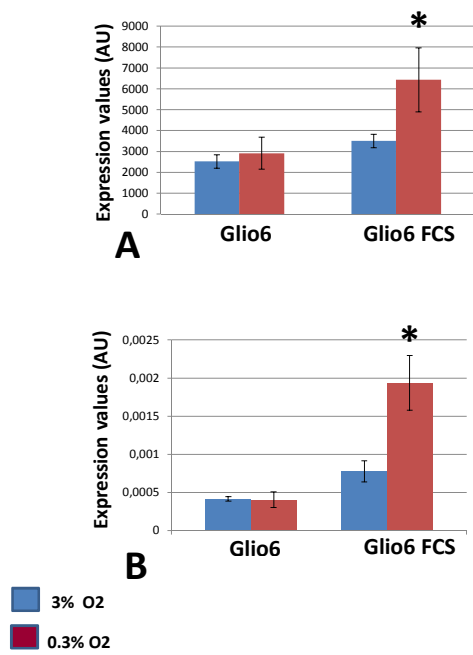 *
Expression values (AU)
9000
8000
7000
6000
5000
4000
3000
2000
1000
0
Glio6 Glio6 FCS
A
*
Expression values (AU)
0,0025
0,002
0,0015
0,001
0,0005
0
Glio6 Glio6 FCS
B
3% O2
0.3% O2